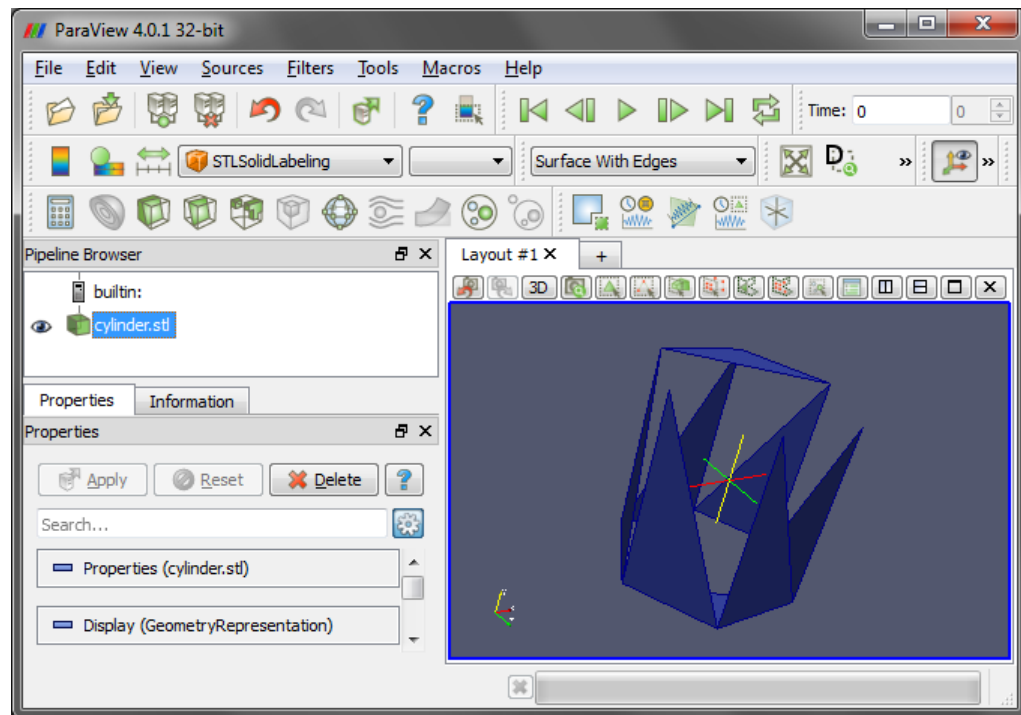 ParaView 4.0.1 32-bit
File Edit View Sources Filters Tools Macros Help
? Time: 0 0
STLSolidLabeling Surface With Edges D » »
Pipeline Browser
Layout #1 X +
builtin:
3D
cylinder.stl
Properties Information
Properties
Apply Reset Delete ?
Search...
Properties (cylinder.stl)
Display (GeometryRepresentation)